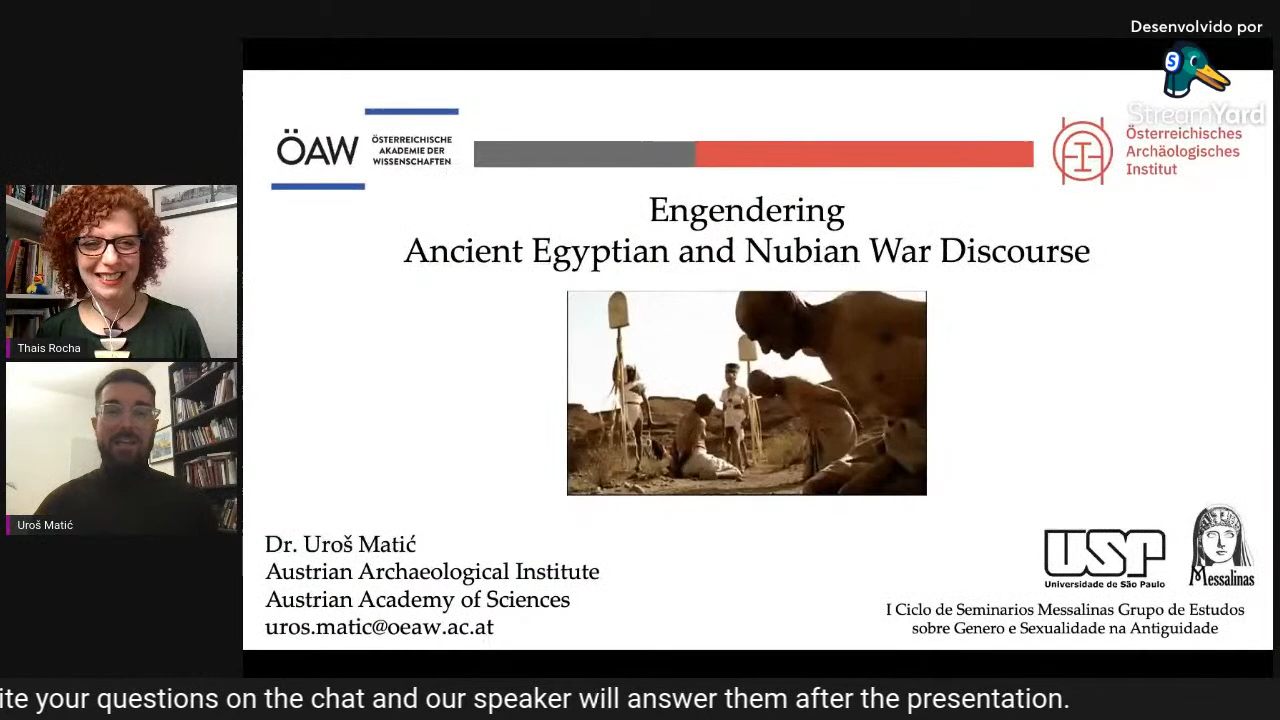 Desenvolvido por
S
StreamYard
ÖAW
ÖSTERREICHISCHE
AKADEMIE DER
WISSENSCHAFTEN
Österreichisches
Archäologisches
Institut
Engendering
Ancient Egyptian and Nubian War Discourse
Thais Rocha
Uroš Matić
Dr. Uroš Matić
Austrian Archaeological Institute
Austrian Academy of Sciences
uros.matic@oeaw.ac.at
USP
Universidade de São Paulo
Messalinas
I Ciclo de Seminarios Messalinas Grupo de Estudos
sobre Genero e Sexualidade na Antiguidade
ite your questions on the chat and our speaker will answer them after the presentation.